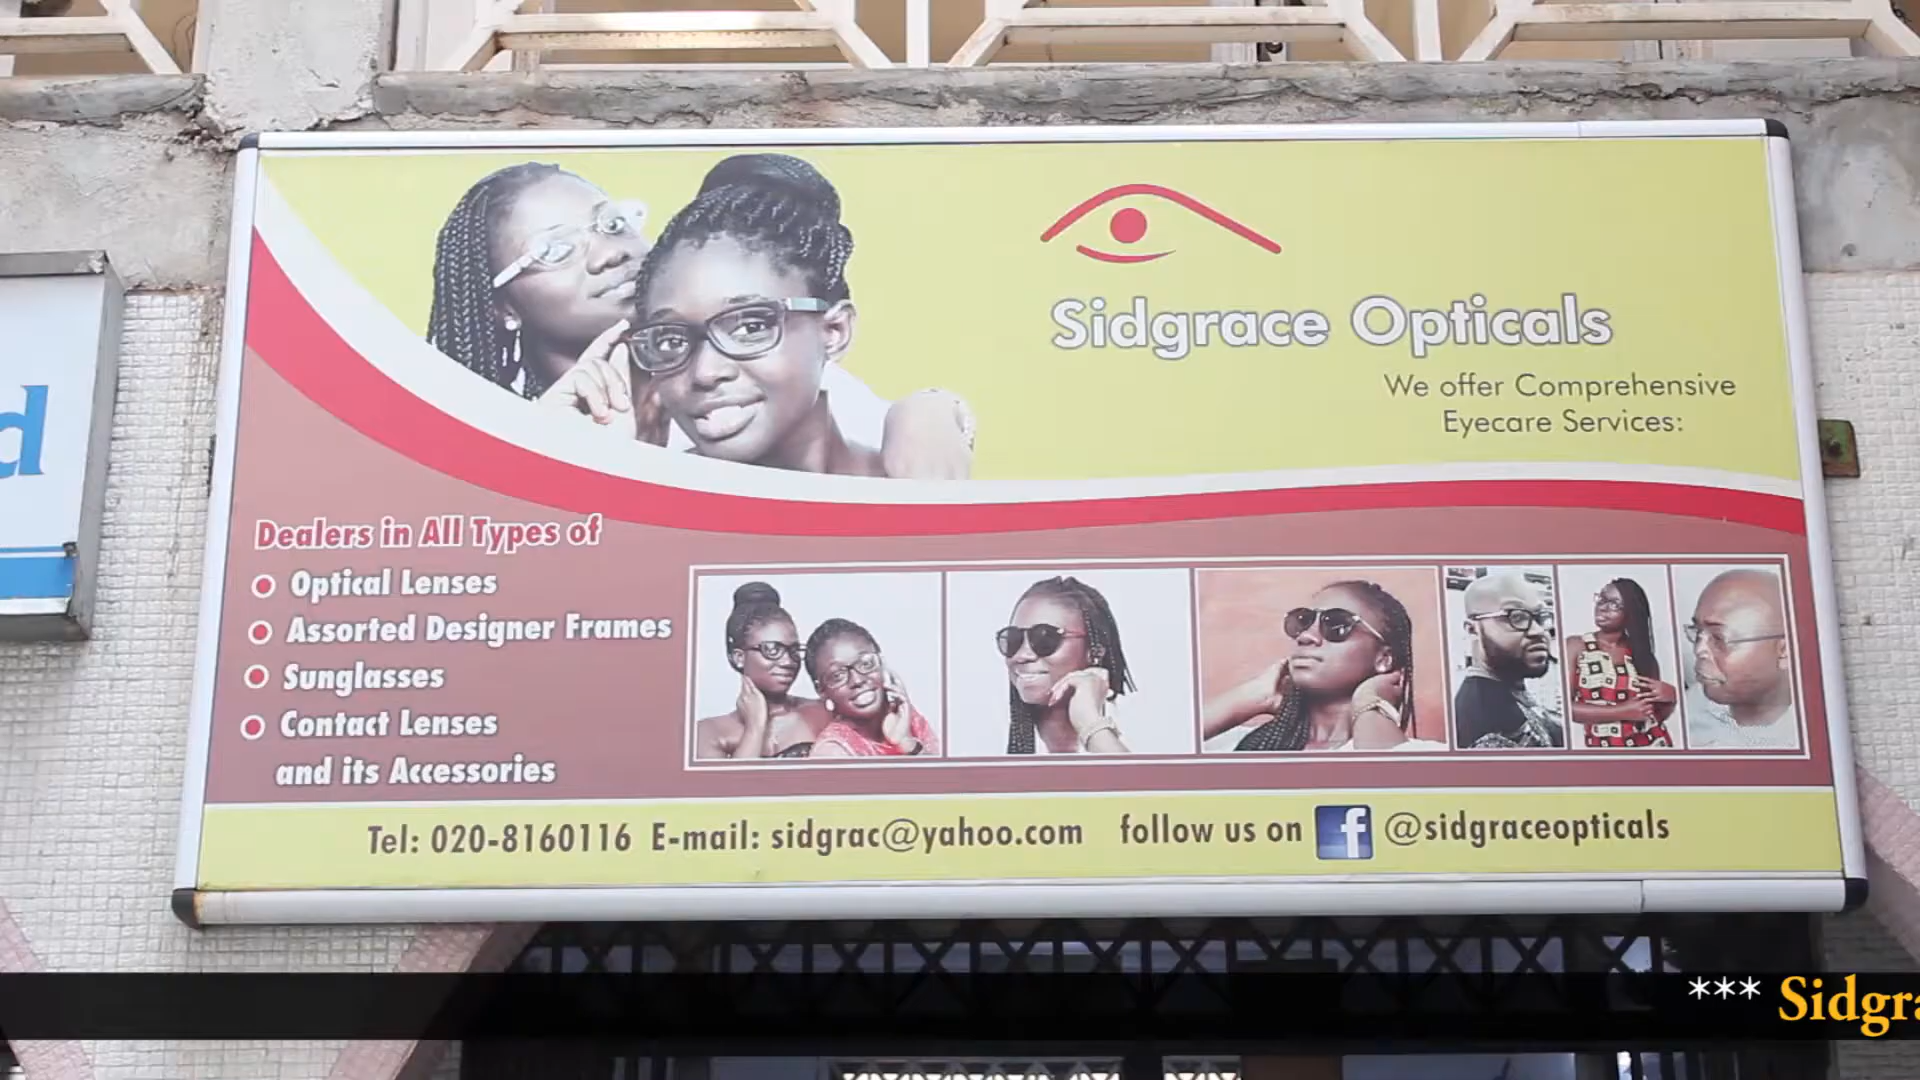 Sidgrace Opticals
We offer Comprehensive
Eyecare Services:
d
Dealers in All Types of
Optical Lenses
Assorted Designer Frames
Sunglasses
Contact Lenses
and its Accessories
Tel: 020-8160116 E-mail: sidgrac@yahoo.com follow us on f @sidgraceopticals
*** Sidgra